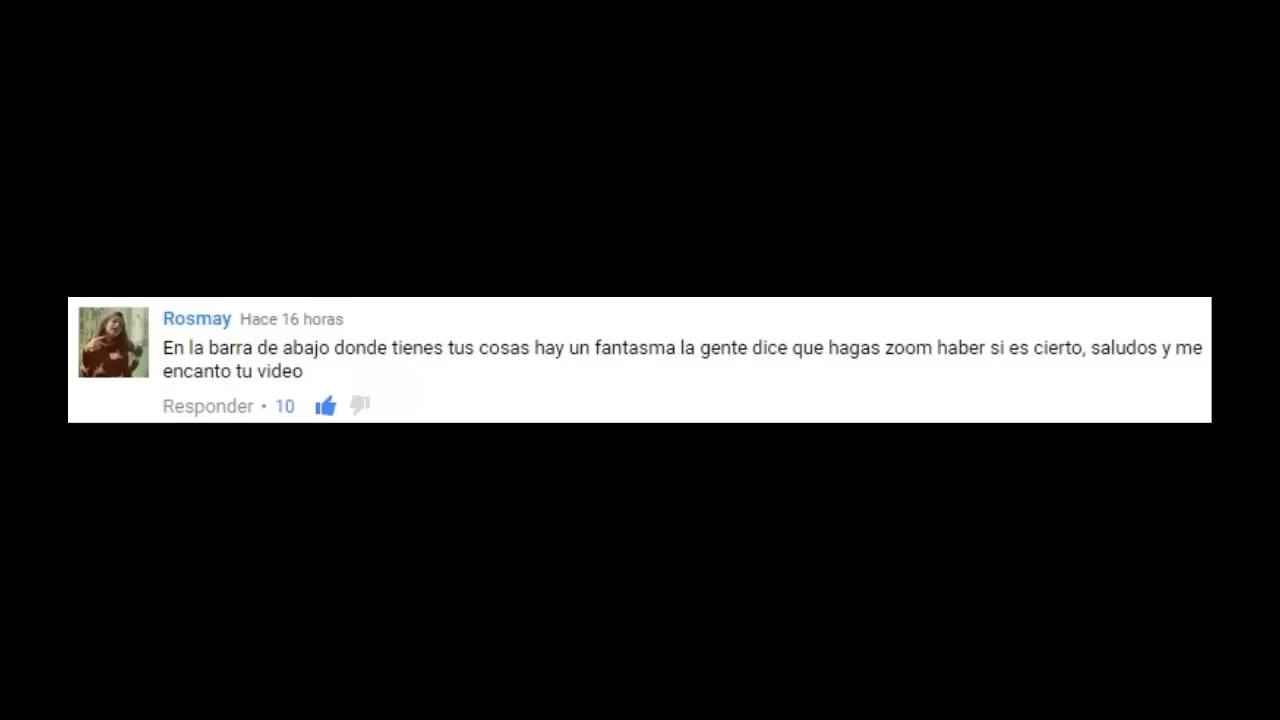 Rosmay Hace 16 horas
En la barra de abajo donde tienes tus cosas hay un fantasma la gente dice que hagas zoom haber si es cierto, saludos y me
encanto tu video
Responder • 10